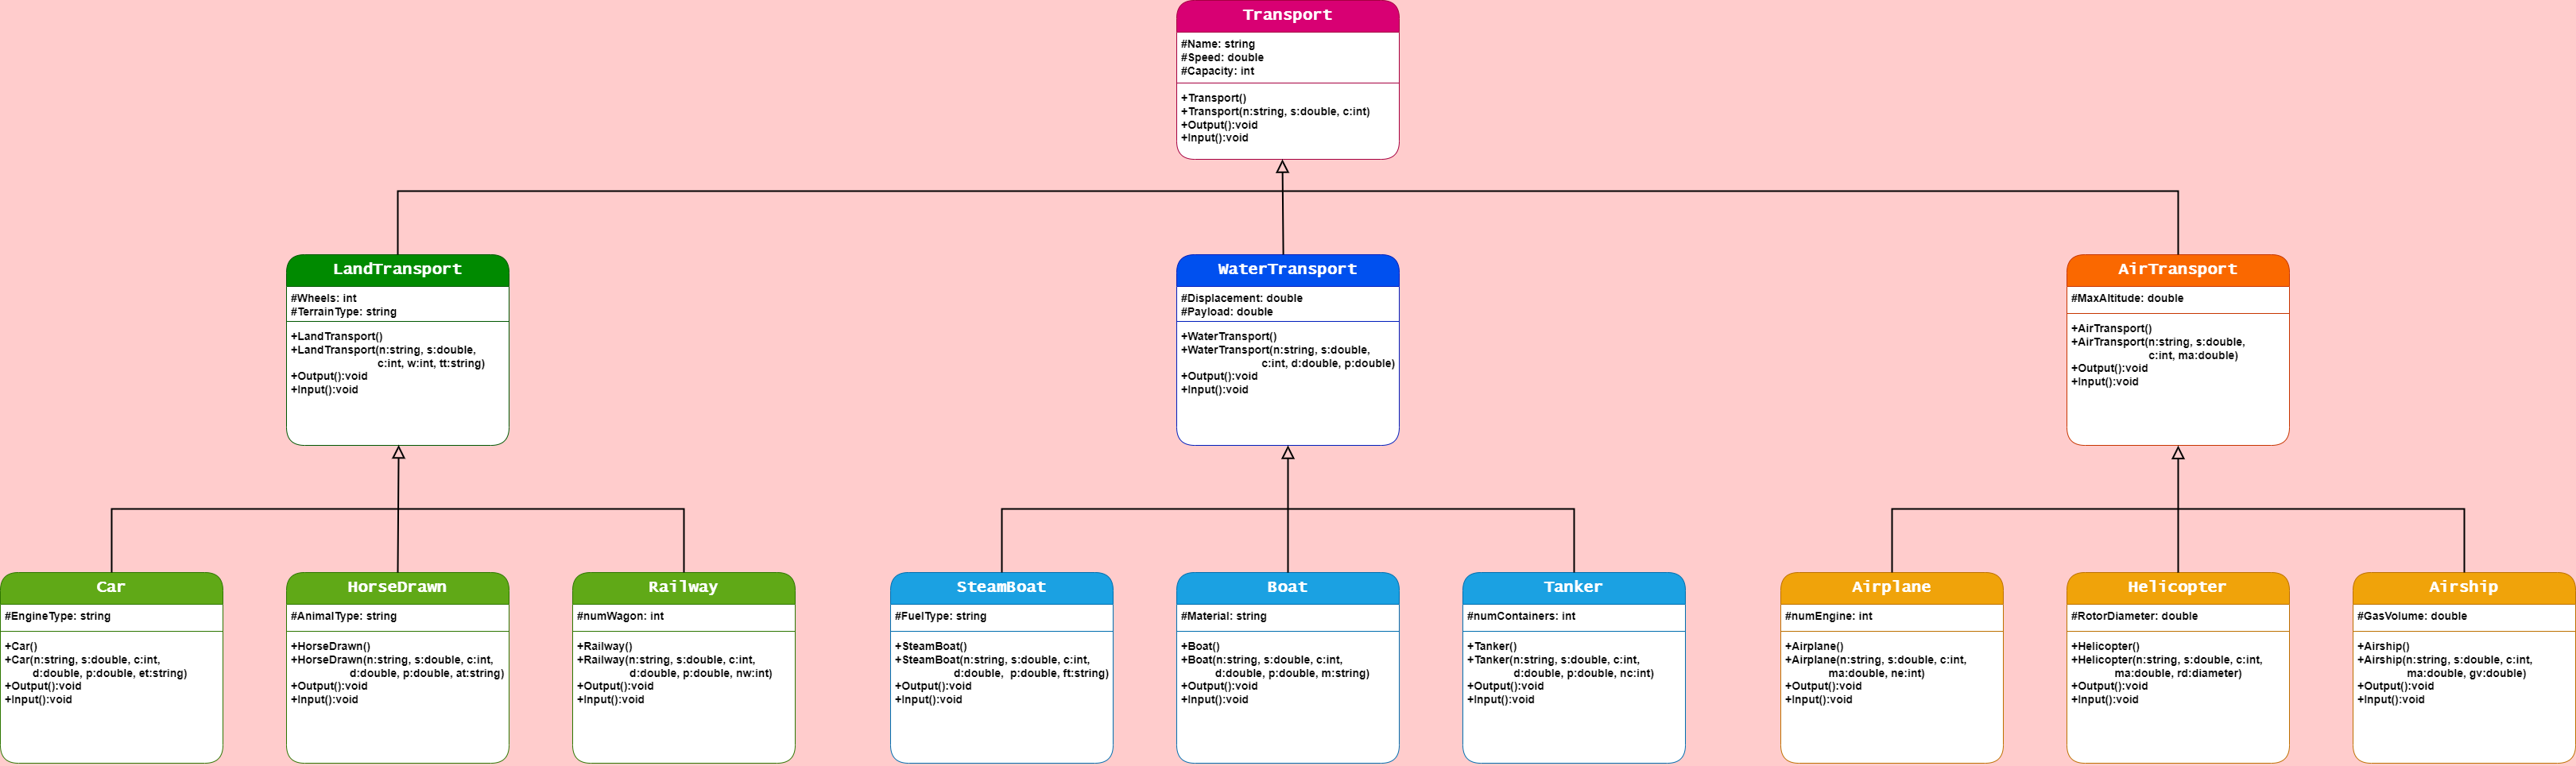 Transport
#Name: string
#Speed: double
#Capacity: int
+Transport()
+Transport(n:string, s:double, c:int)
+Output():void
+Input():void
LandTransport
#Wheels: int
#TerrainType: string
+LandTransport()
+LandTransport(n:string, s:double,
c:int, w:int, tt:string)
+Output():void
+Input():void
WaterTransport
#Displacement: double
#Payload: double
+WaterTransport()
+WaterTransport(n:string, s:double,
c:int, d:double, p:double)
+Output():void
+Input():void
AirTransport
#MaxAltitude: double
+AirTransport()
+AirTransport(n:string, s:double,
c:int, ma:double)
+Output():void
+Input():void
Car
#EngineType: string
+Car()
+Car(n:string, s:double, c:int,
d:double, p:double, et:string)
+Output():void
+Input():void
HorseDrawn
#AnimalType: string
+HorseDrawn()
+HorseDrawn(n:string, s:double, c:int,
d:double, p:double, at:string)
+Output():void
+Input():void
Railway
#numWagon: int
+Railway()
+Railway(n:string, s:double, c:int,
d:double, p:double, nw:int)
+Output():void
+Input():void
SteamBoat
#FuelType: string
+SteamBoat()
+SteamBoat(n:string, s:double, c:int,
d:double, p:double, ft:string)
+Output():void
+Input():void
Boat
#Material: string
+Boat()
+Boat(n:string, s:double, c:int,
d:double, p:double, m:string)
+Output():void
+Input():void
Tanker
#numContainers: int
+Tanker()
+Tanker(n:string, s:double, c:int,
d:double, p:double, nc:int)
+Output():void
+Input():void
Airplane
#numEngine: int
+Airplane()
+Airplane(n:string, s:double, c:int,
ma:double, ne:int)
+Output():void
+Input():void
Helicopter
#RotorDiameter: double
+Helicopter()
+Helicopter(n:string, s:double, c:int,
ma:double, rd:diameter)
+Output():void
+Input():void
Airship
#GasVolume: double
+Airship()
+Airship(n:string, s:double, c:int,
ma:double, gv:double)
+Output():void
+Input():void